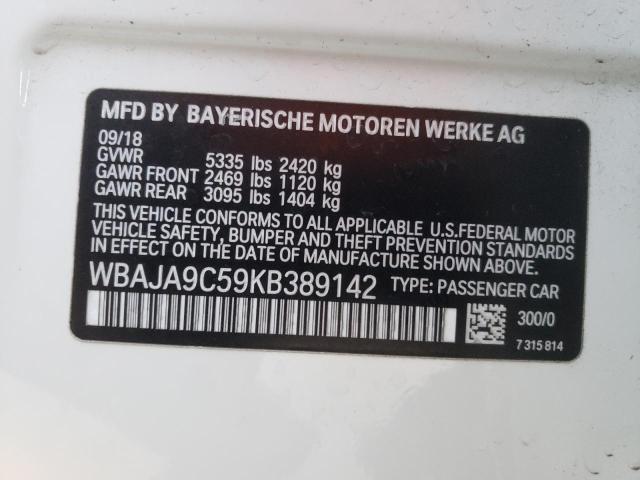 MFD BY BAYERISCHE MOTOREN WERKE AG
09/18
GVWR 5335 lbs 2420 kg
GAWR FRONT 2469 lbs 1120 kg
GAWR REAR 3095 lbs 1404 kg
THIS VEHICLE CONFORMS TO ALL APPLICABLE U.S.FEDERAL MOTOR
VEHICLE SAFETY, BUMPER AND THEFT PREVENTION STANDARDS
IN EFFECT ON THE DATE OF MANUFACTURE SHOWN ABOVE.
WBAJA9C59KB389142 TYPE: PASSENGER CAR
300/0
7 315 814